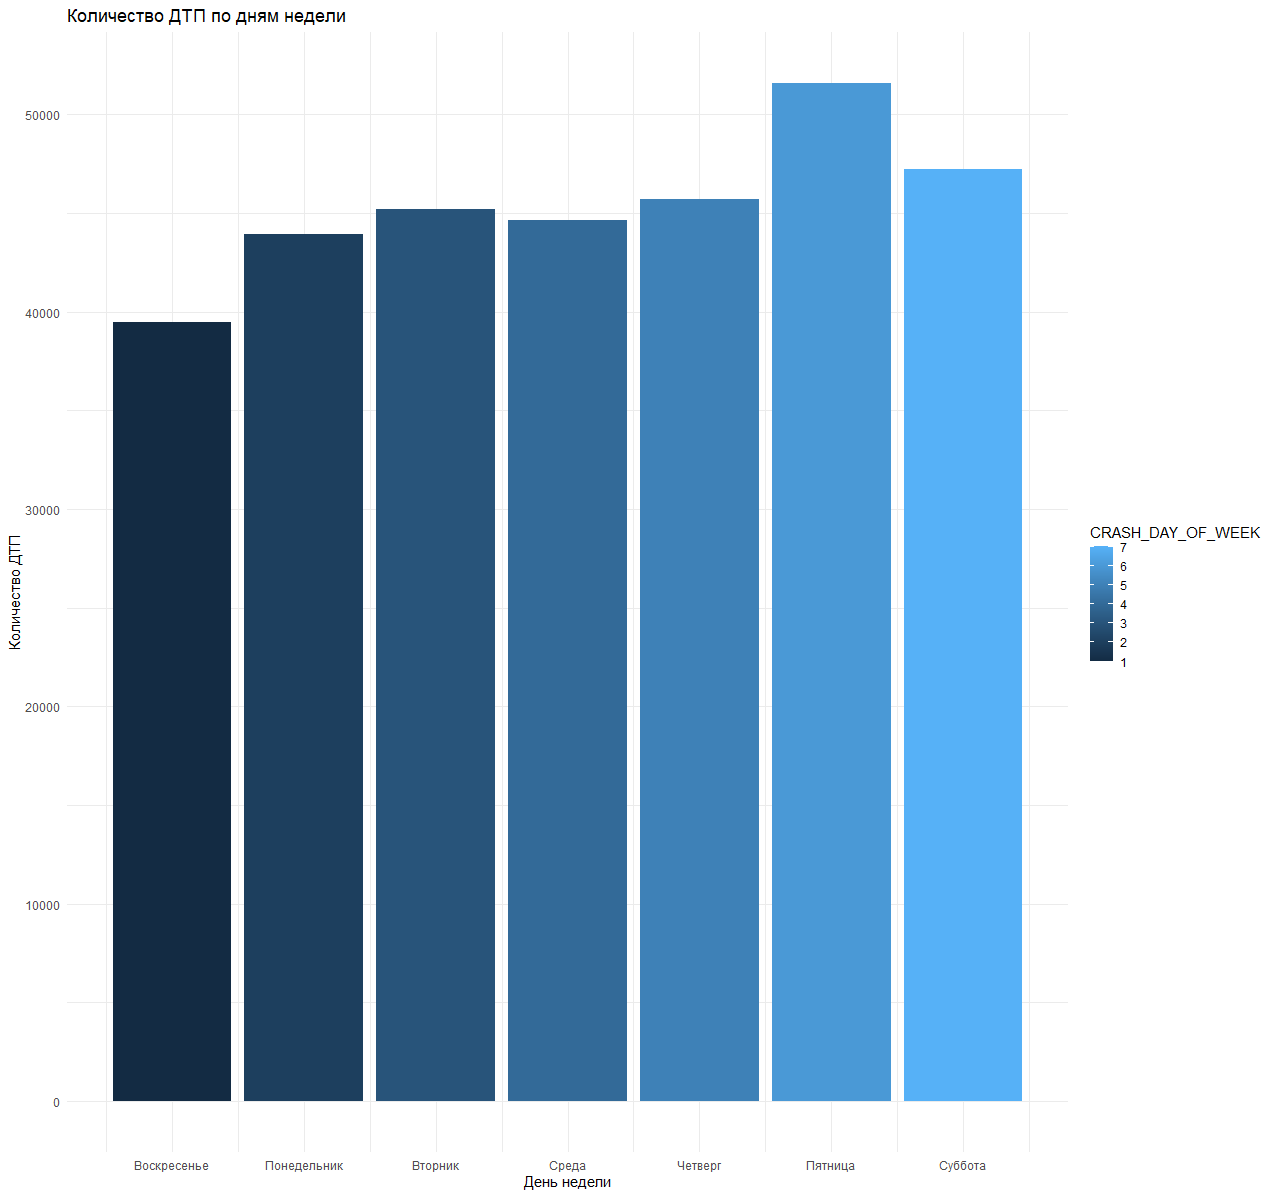 Количество ДТП по дням недели
50000
40000
30000
20000
10000
0
Количество ДТП
Воскресенье Понедельник Вторник Среда Четверг Пятница Суббота
День недели
CRASH_DAY_OF_WEEK
7
6
5
4
3
2
1